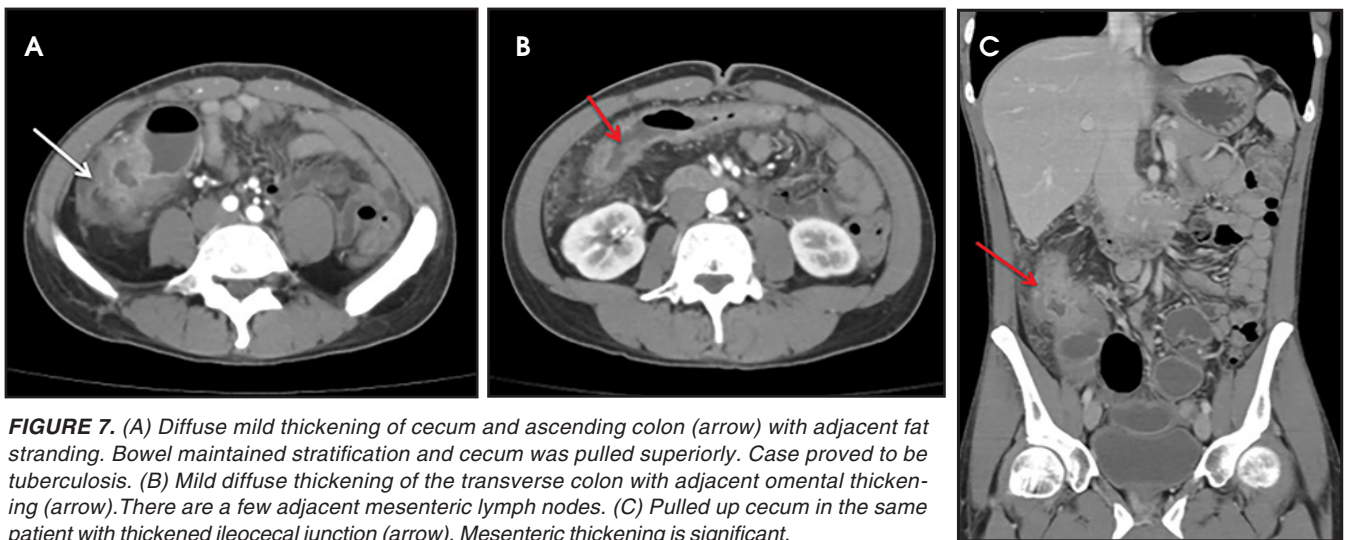 A
B
C
FIGURE 7. (A) Diffuse mild thickening of cecum and ascending colon (arrow) with adjacent fat
stranding. Bowel maintained stratification and cecum was pulled superiorly. Case proved to be
tuberculosis. (B) Mild diffuse thickening of the transverse colon with adjacent omental thicken-
ing (arrow).There are a few adjacent mesenteric lymph nodes. (C) Pulled up cecum in the same
patient with thickened ileocecal junction (arrow). Mesenteric thickening is significant.